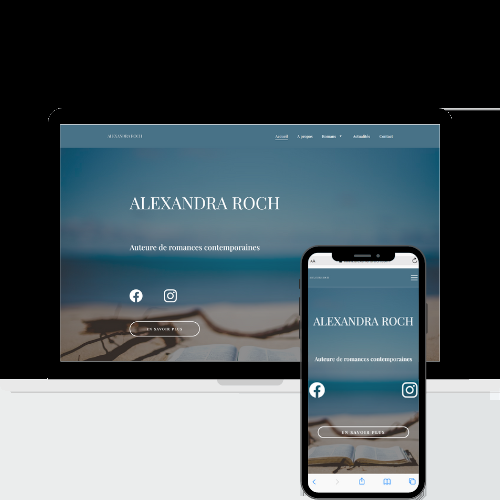 ALEXANDRA ROCH
Accueil A propos Romans Actualités Contact
ALEXANDRA ROCH
Auteure de romances contemporaines
EN SAVOIR PLUS
ALEXANDRA ROCH
Auteure de romances contemporaines
EN SAVOIR PLUS